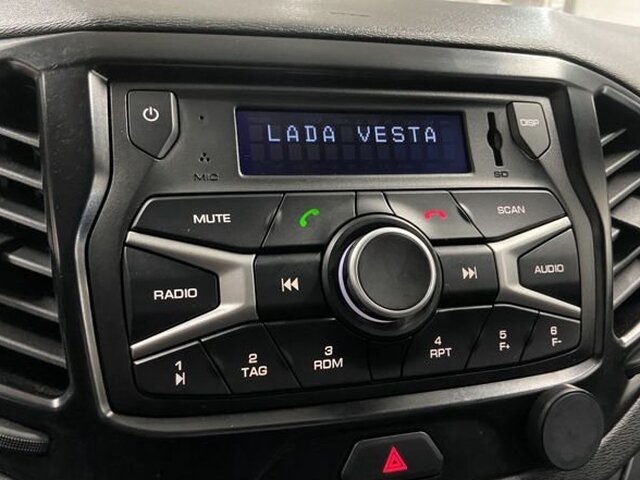 LADA VESTA
DISP
MIC
SD
MUTE
SCAN
RADIO
AUDIO
1
2
TAG
3
RDM
4
RPT
5
F+
6
F-